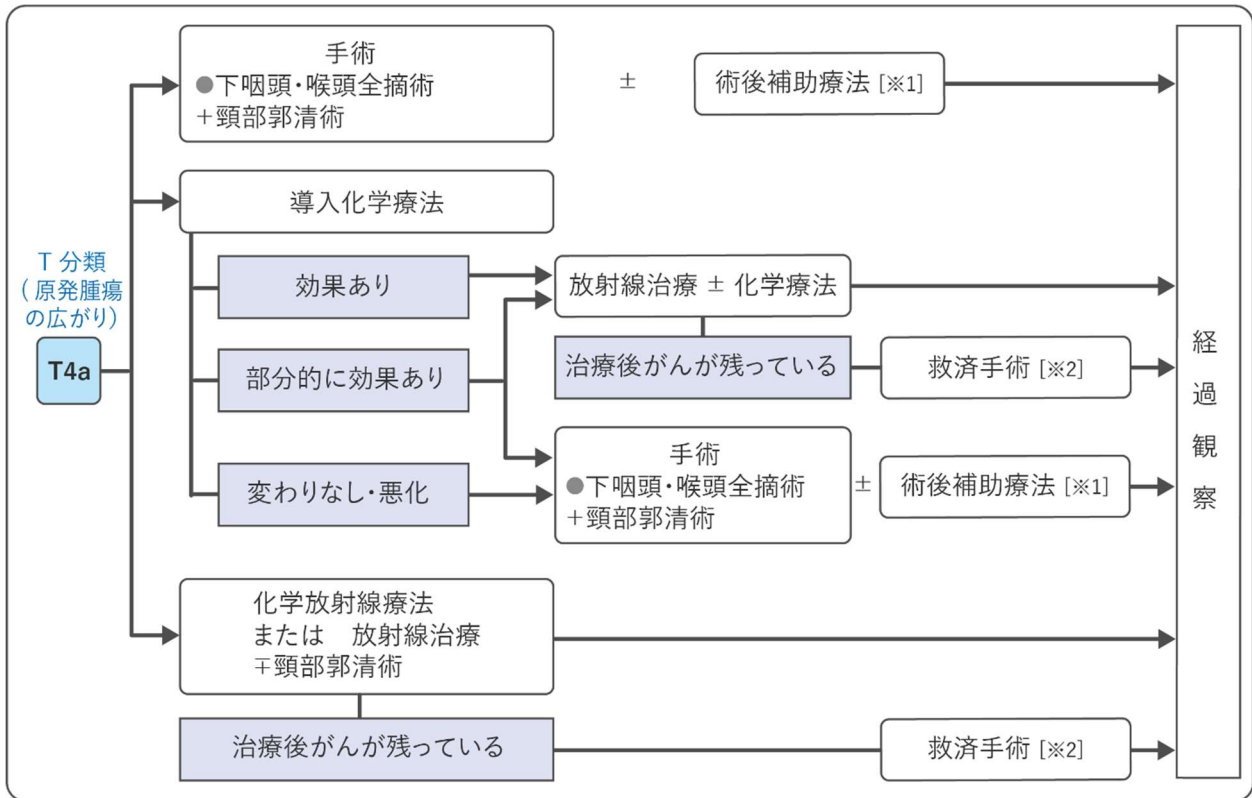 手術
●下咽頭・喉頭全摘術
＋頸部郭清術
±
術後補助療法 [※1]
導入化学療法
T 分類
(原発腫瘍
の広がり)
T4a
効果あり
放射線治療 ± 化学療法
部分的に効果あり
治療後がんが残っている
救済手術 [※2]
変わりなし・悪化
手術
●下咽頭・喉頭全摘術
＋頸部郭清術
±
術後補助療法 [※1]
化学放射線療法
または　放射線治療
∓頸部郭清術
治療後がんが残っている
救済手術 [※2]
経過観察